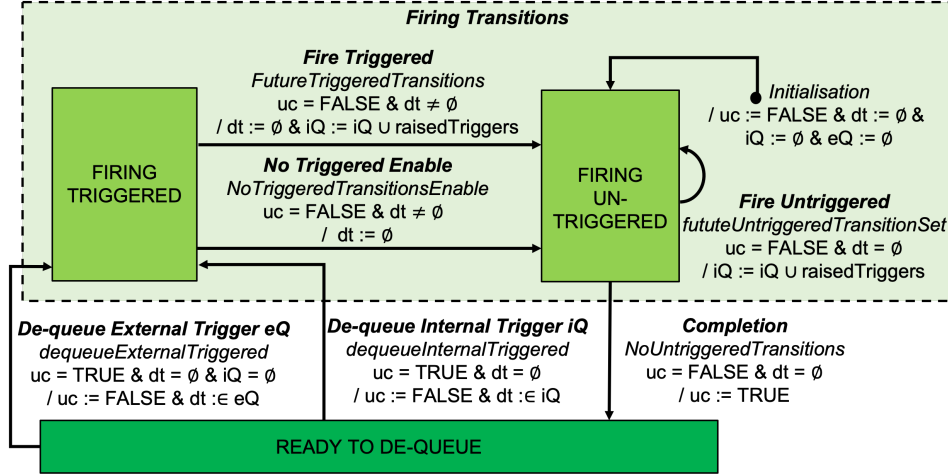 Firing Transitions
Fire Triggered
FutureTriggeredTransitions
uc = FALSE & dt ≠ ∅
/ dt := ∅ & iQ := iQ ∪ raisedTriggers
Initialisation
/ uc := FALSE & dt := ∅ &
iQ := ∅ & eQ := ∅
FIRING
TRIGGERED
No Triggered Enable
NoTriggeredTransitionsEnable
uc = FALSE & dt ≠ ∅
/ dt := ∅
FIRING
UN-
TRIGGERED
Fire Untriggered
fututeUntriggeredTransitionSet
uc = FALSE & dt = ∅
/ iQ := iQ ∪ raisedTriggers
De-queue External Trigger eQ
dequeueExternalTriggered
uc = TRUE & dt = ∅ & iQ = ∅
/ uc := FALSE & dt :∈ eQ
De-queue Internal Trigger iQ
dequeueInternalTriggered
uc = TRUE & dt = ∅
/ uc := FALSE & dt :∈ iQ
Completion
NoUntriggeredTransitions
uc = FALSE & dt = ∅
/ uc := TRUE
READY TO DE-QUEUE